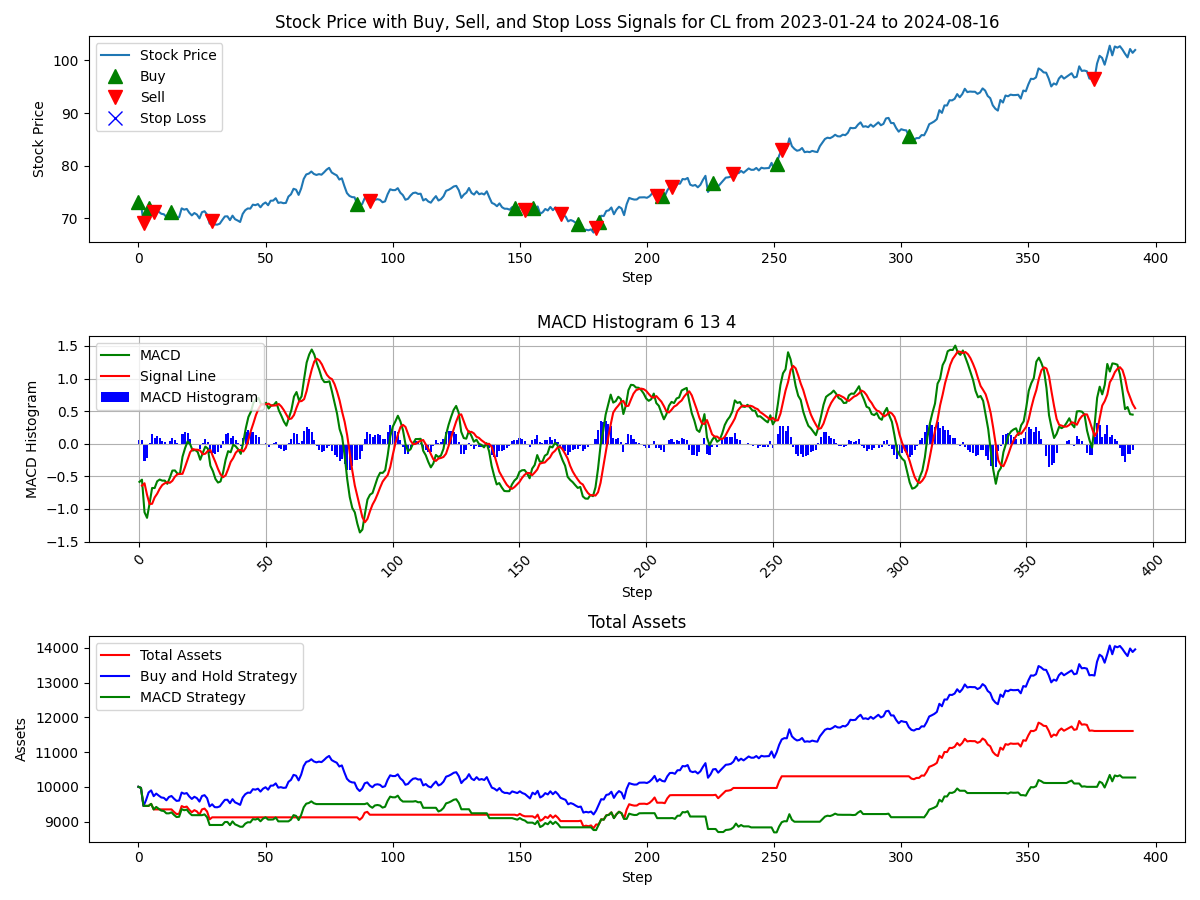 Stock Price with Buy, Sell, and Stop Loss Signals for CL from 2023-01-24 to 2024-08-16
Stock Price
Buy
Sell
Stop Loss
Stock Price
100
90
80
70
0 50 100 150 200 250 300 350 400
Step
MACD Histogram 6 13 4
MACD
Signal Line
MACD Histogram
MACD Histogram
1.5
1.0
0.5
0.0
−0.5
−1.0
−1.5
0 50 100 150 200 250 300 350 400
Step
Total Assets
Total Assets
Buy and Hold Strategy
MACD Strategy
Assets
14000
13000
12000
11000
10000
9000
0 50 100 150 200 250 300 350 400
Step